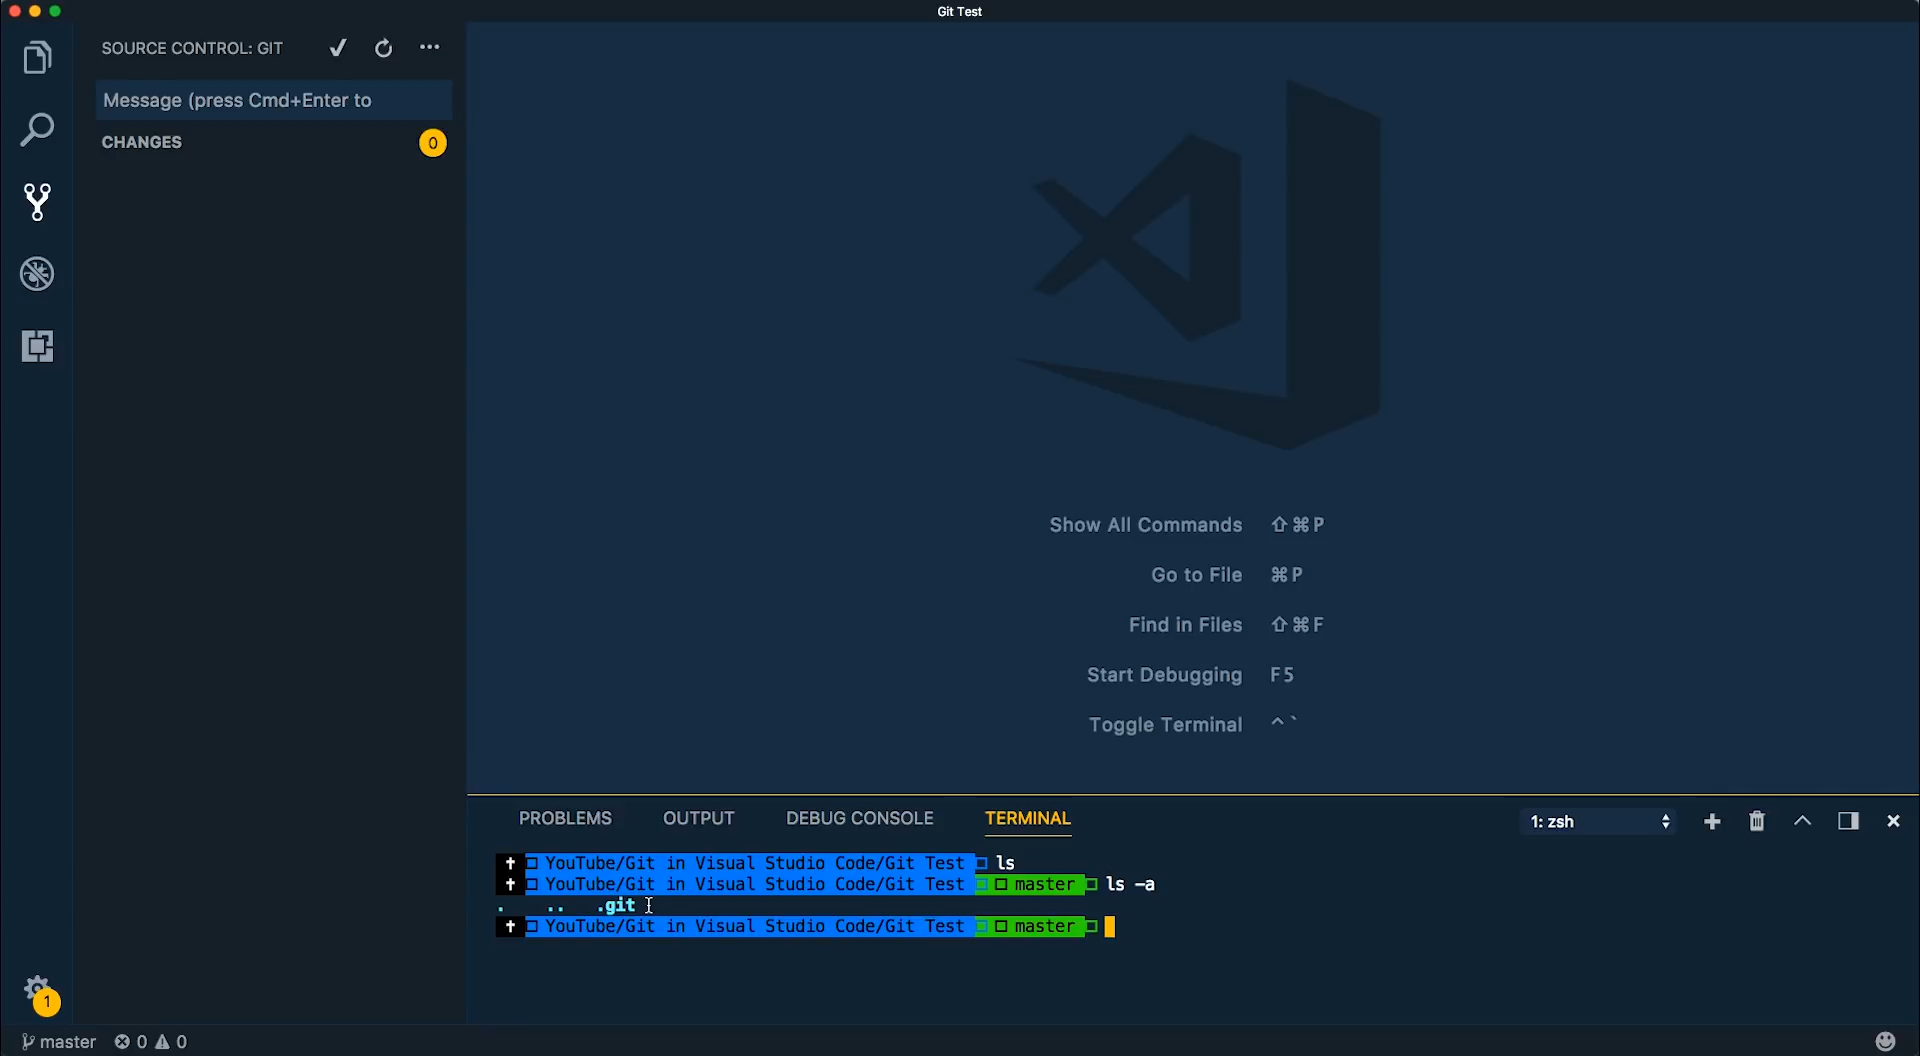 Git Test
SOURCE CONTROL: GIT
Message (press Cmd+Enter to
CHANGES 0
Show All Commands ⇧⌘P
Go to File ⌘P
Find in Files ⇧⌘F
Start Debugging F5
Toggle Terminal ^`
PROBLEMS OUTPUT DEBUG CONSOLE TERMINAL 1: zsh
YouTube/Git in Visual Studio Code/Git Test ls
YouTube/Git in Visual Studio Code/Git Test master ls -a
. .. .git
YouTube/Git in Visual Studio Code/Git Test master
1
master 0 0